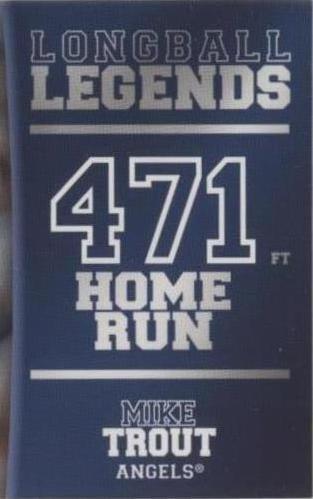 LONGBALL
LEGENDS
471 FT
HOME
RUN
MIKE
TROUT
ANGELS®